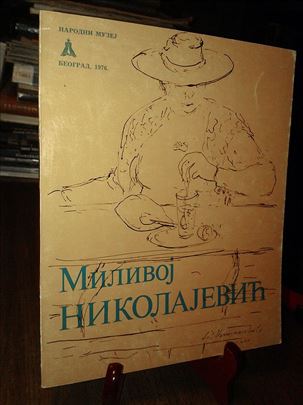 НАРОДНИ МУЗЕЈ
БЕОГРАД, 1976.
Миливој
НИКОЛАЈЕВИЋ